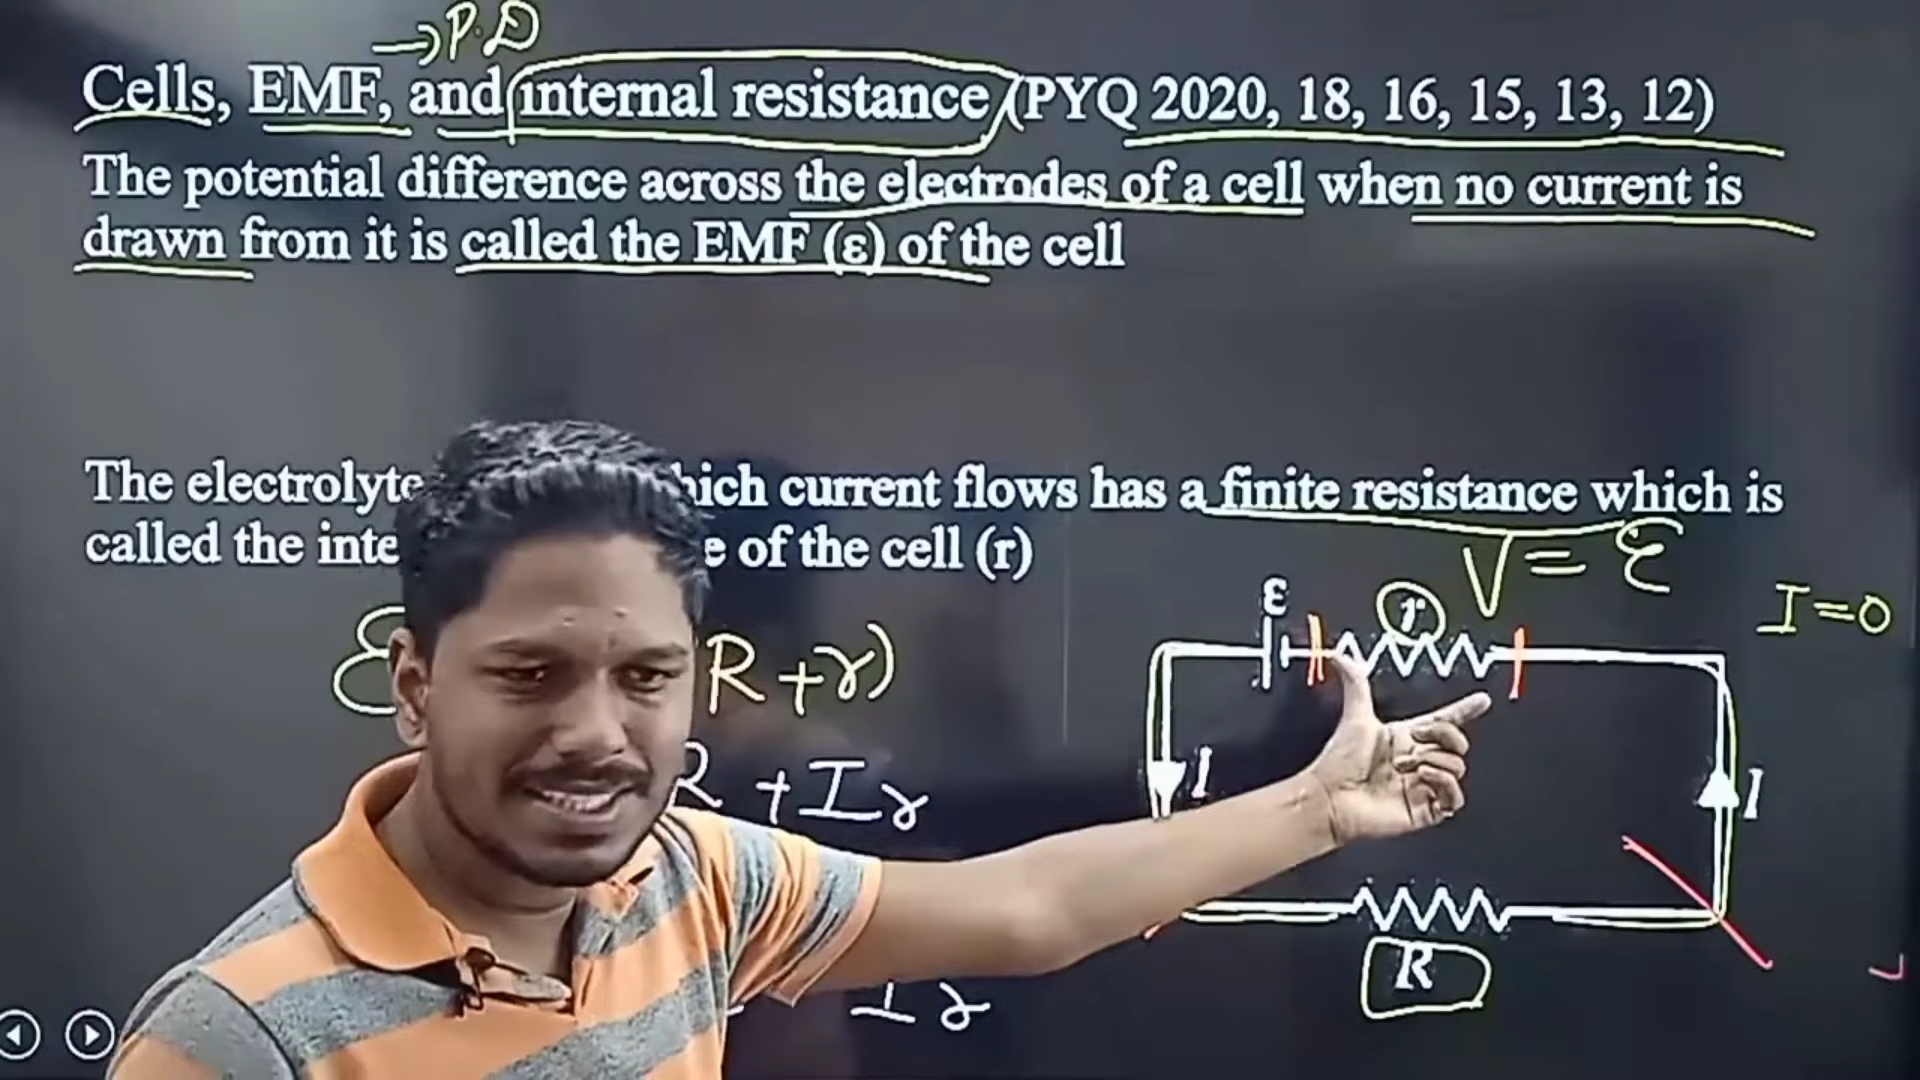 →P.D
Cells, EMF, and internal resistance (PYQ 2020, 18, 16, 15, 13, 12)
The potential difference across the electrodes of a cell when no current is
drawn from it is called the EMF (ε) of the cell
The electrolyte hich current flows has a finite resistance which is
called the inte e of the cell (r)
V = ε
I=0
ε
r
ε R+r)
I
I
R + Ir
R
Ir